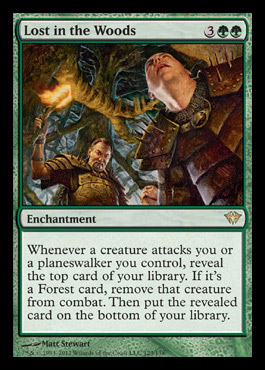 Lost in the Woods 3
Enchantment
Whenever a creature attacks you or
a planeswalker you control, reveal
the top card of your library. If it's
a Forest card, remove that creature
from combat. Then put the revealed
card on the bottom of your library.
Matt Stewart